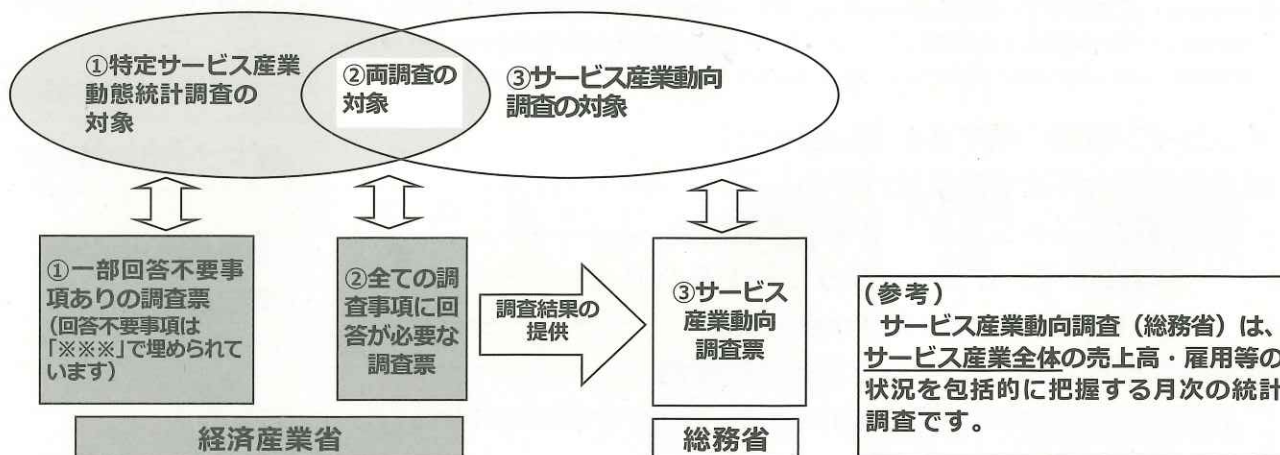 ①特定サービス産業
動態統計調査の
対象
②両調査の
対象
③サービス産業動向
調査の対象
①一部回答不要事
項ありの調査票
(回答不要事項は
「※※※」で埋められて
います)
②全ての調
査事項に回
答が必要な
調査票
調査結果の
提供
③サービス
産業動向
調査票
経済産業省
総務省
(参考)
サービス産業動向調査（総務省）は、
サービス産業全体の売上高・雇用等の
状況を包括的に把握する月次の統計
調査です。